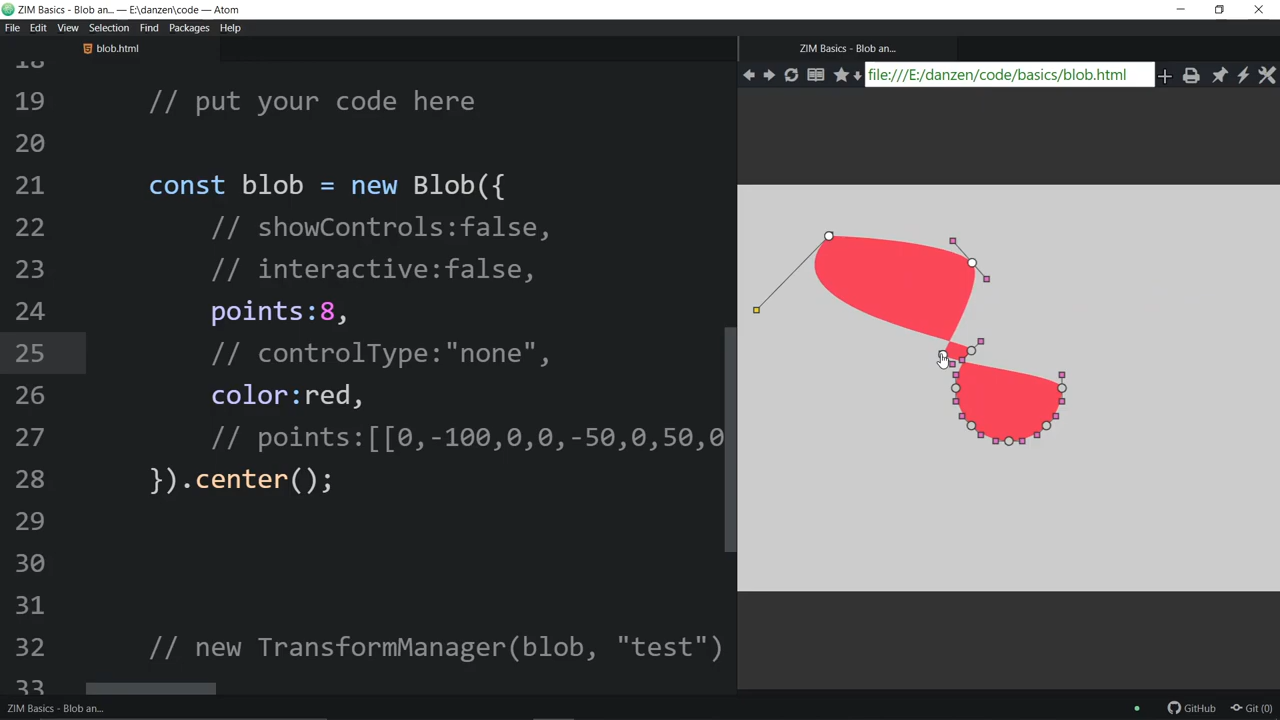 ZIM Basics - Blob an... — E:\danzen\code — Atom
File Edit View Selection Find Packages Help
blob.html
ZIM Basics - Blob an...
file:///E:/danzen/code/basics/blob.html
18
19 // put your code here
20
21 const blob = new Blob({
22 // showControls:false,
23 // interactive:false,
24 points:8,
25 // controlType:"none",
26 color:red,
27 // points:[[0,-100,0,0,-50,0,50,0
28 }).center();
29
30
31
32 // new TransformManager(blob, "test")
33
ZIM Basics - Blob an...
GitHub Git (0)